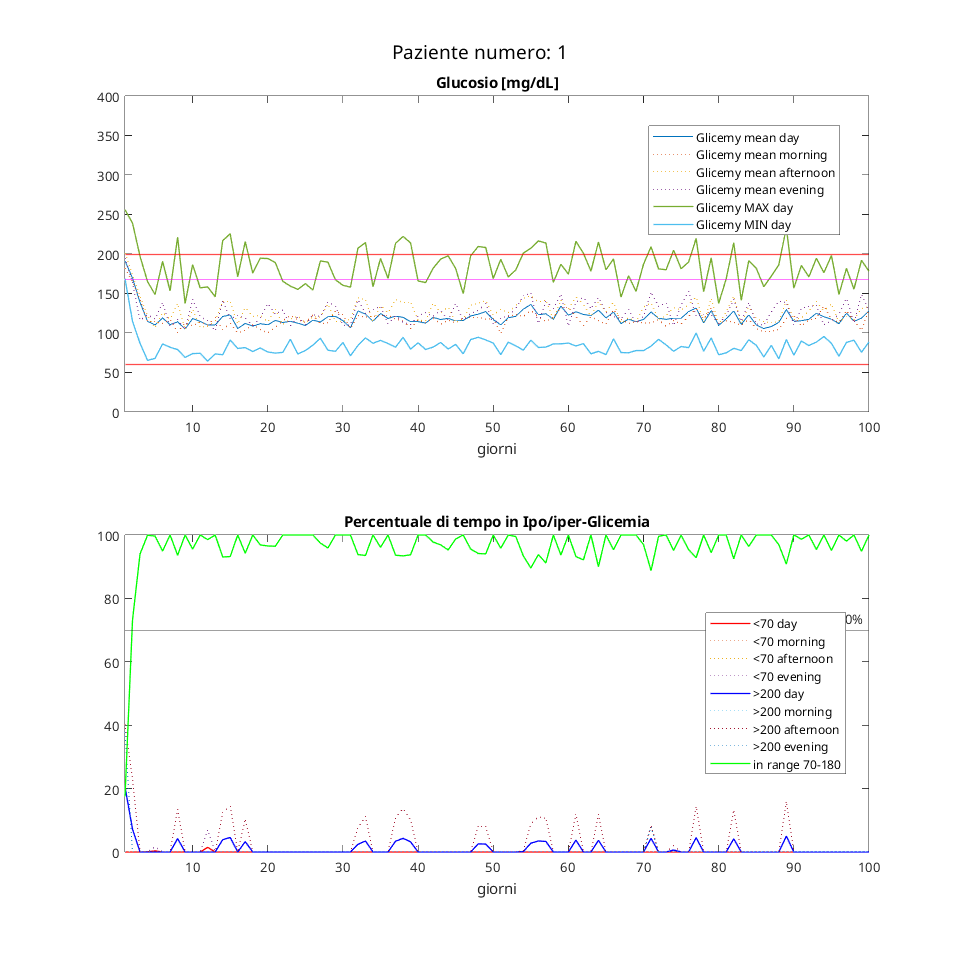 Paziente numero: 1
Glucosio [mg/dL]
400
350
300
250
200
150
100
50
0
Glicemy mean day
Glicemy mean morning
Glicemy mean afternoon
Glicemy mean evening
Glicemy MAX day
Glicemy MIN day
10 20 30 40 50 60 70 80 90 100
giorni
Percentuale di tempo in Ipo/iper-Glicemia
100
80
60
40
20
0
0%
<70 day
<70 morning
<70 afternoon
<70 evening
>200 day
>200 morning
>200 afternoon
>200 evening
in range 70-180
10 20 30 40 50 60 70 80 90 100
giorni